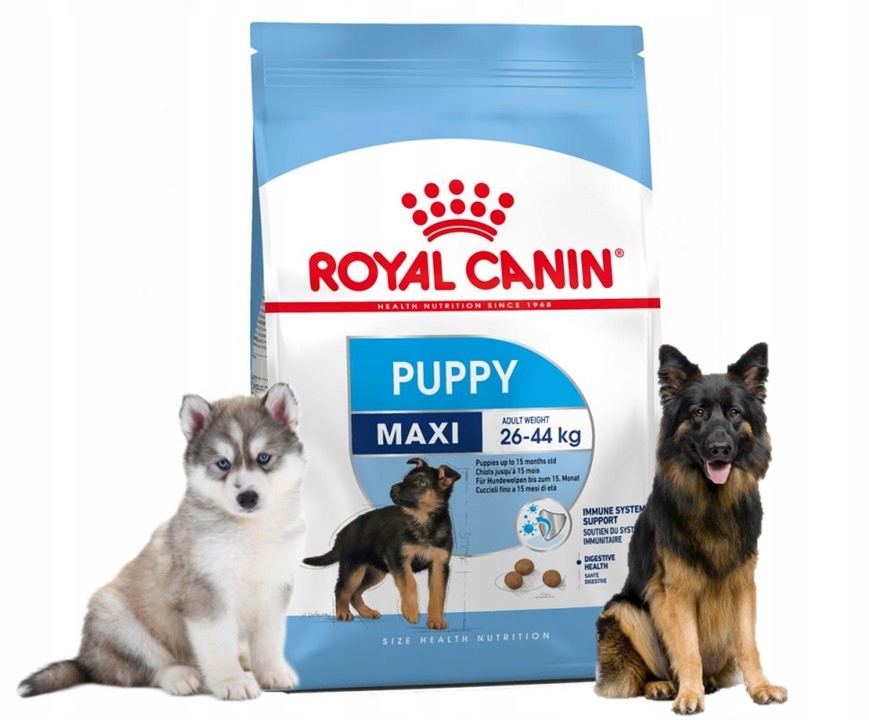 ROYAL CANIN®
HEALTH NUTRITION SINCE 1968
PUPPY
MAXI
ADULT WEIGHT
26-44 kg
Puppies up to 15 months old
Chiots jusqu'à 15 mois
Für Hundewelpen bis zum 15. Monat
Cuccioli fino a 15 mesi di età
IMMUNE SYSTEM
SUPPORT
SOUTIEN DU
IMMUNITAIRE
DIGESTIVE
HEALTH
SANTÉ
DIGESTIVE
SIZE HEALTH NUTRITION